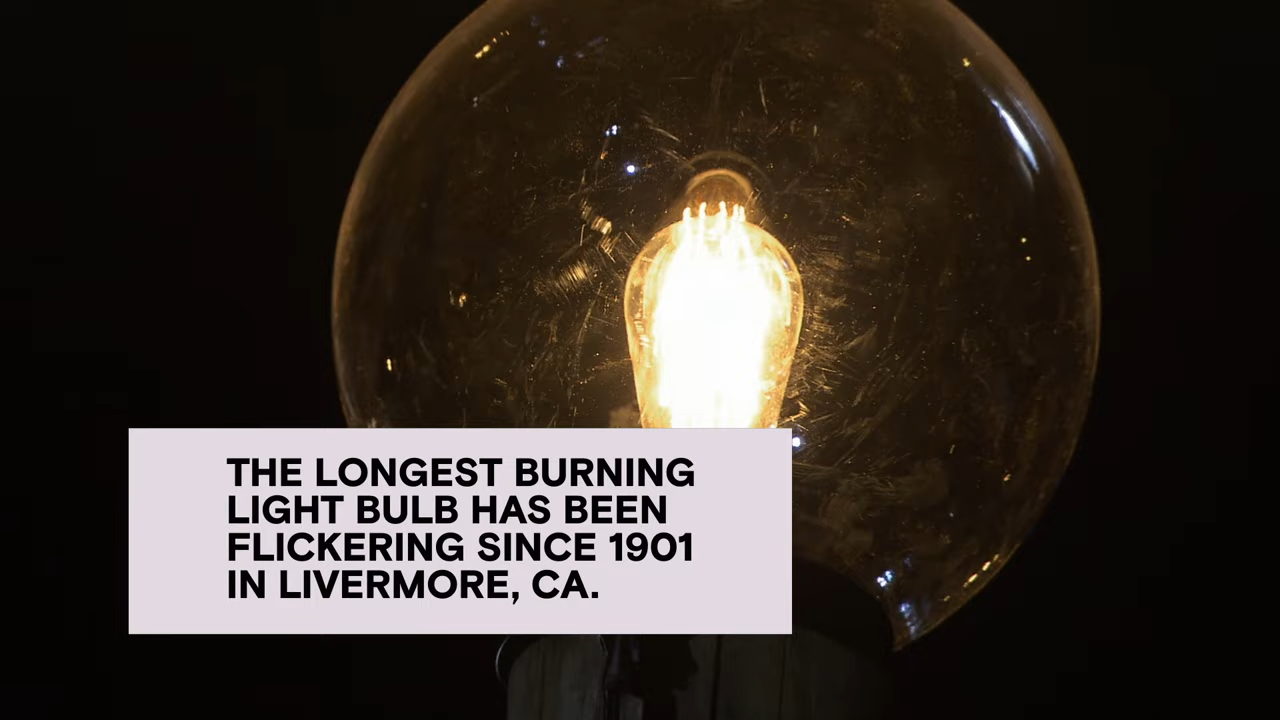 THE LONGEST BURNING
LIGHT BULB HAS BEEN
FLICKERING SINCE 1901
IN LIVERMORE, CA.